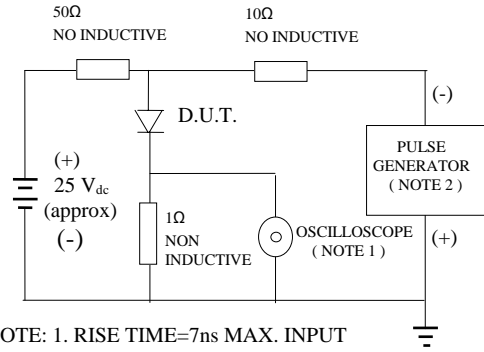 50Ω
NO INDUCTIVE
10Ω
NO INDUCTIVE
D.U.T.
(-)
PULSE
GENERATOR
( NOTE 2 )
(+)
25 Vdc
(approx)
(-)
1Ω
NON
INDUCTIVE
OSCILLOSCOPE
( NOTE 1 )
(+)
OTE: 1. RISE TIME=7ns MAX. INPUT